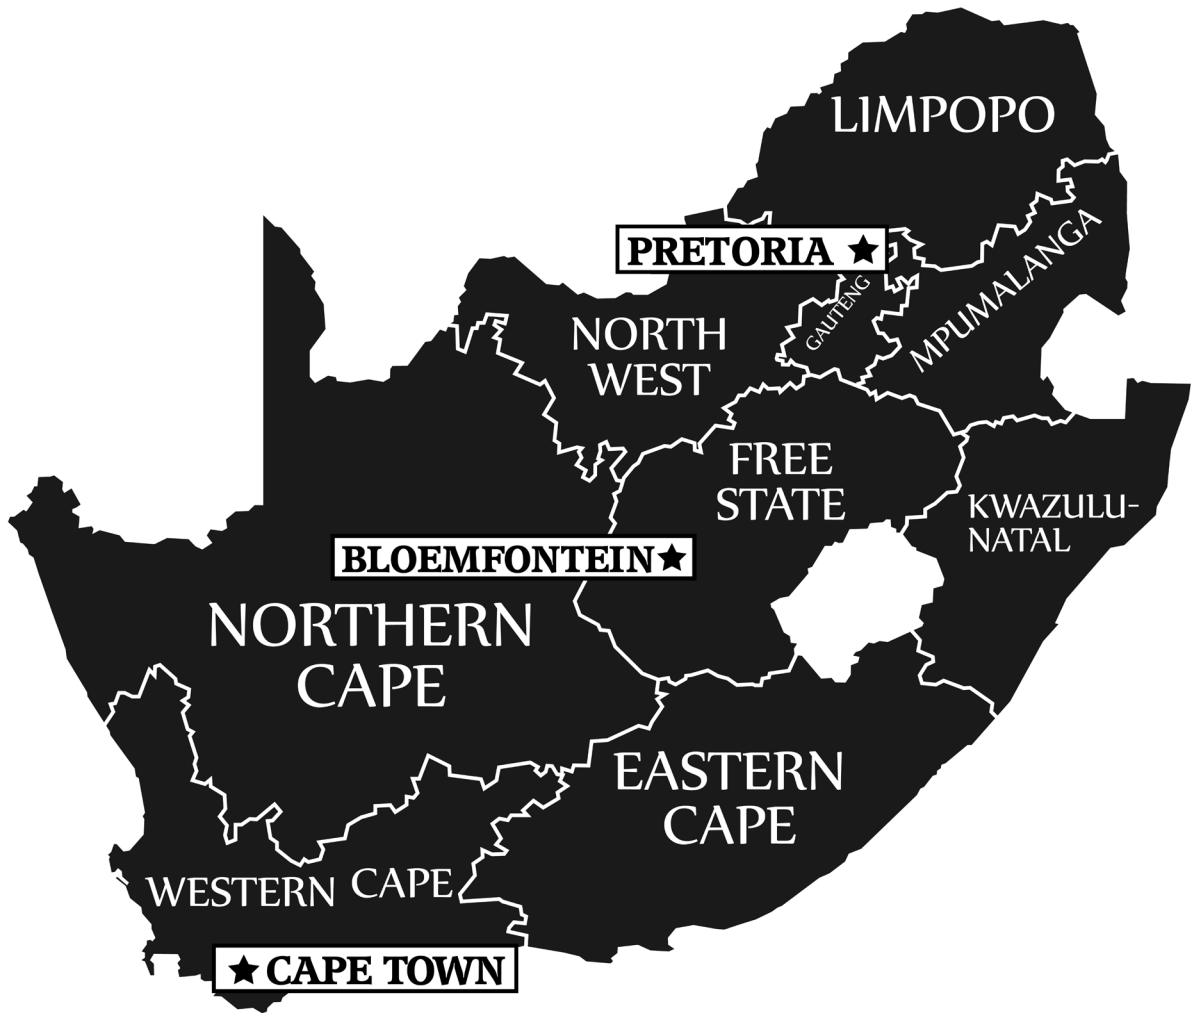 LIMPOPO
PRETORIA
MPUMALANGA
GAUTENG
NORTH
WEST
FREE
STATE
KWAZULU-
NATAL
BLOEMFONTEIN
NORTHERN
CAPE
EASTERN
CAPE
WESTERN CAPE
CAPE TOWN